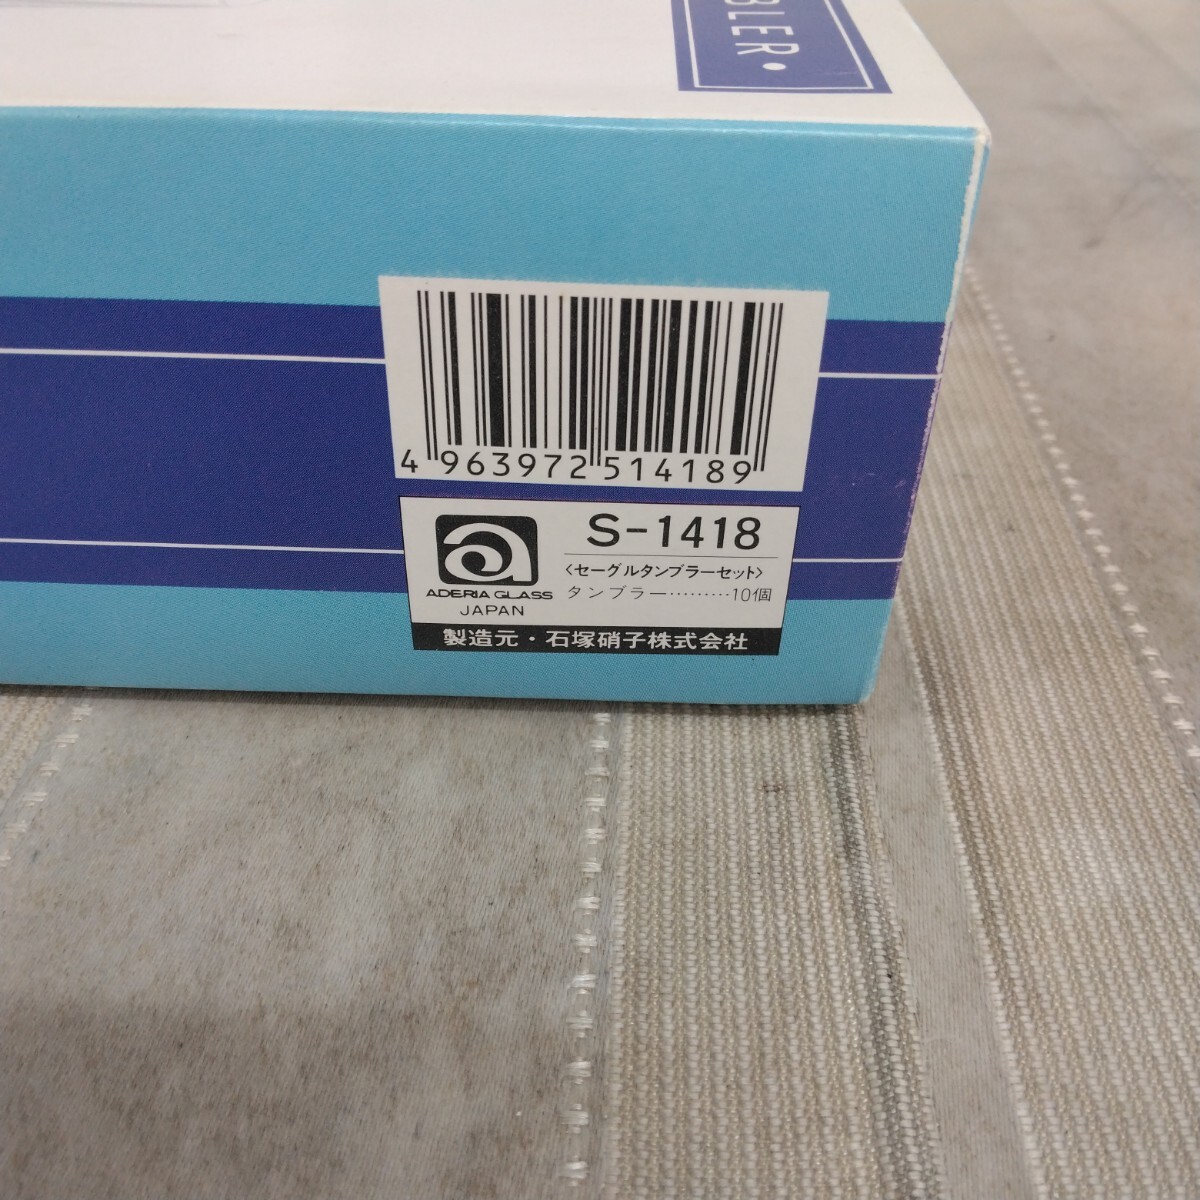 BLER•
4 963972 514189
S-1418
〈セーグルタンブラーセット〉
タンブラー………10個
a
ADERIA GLASS
JAPAN
製造元・石塚硝子株式会社